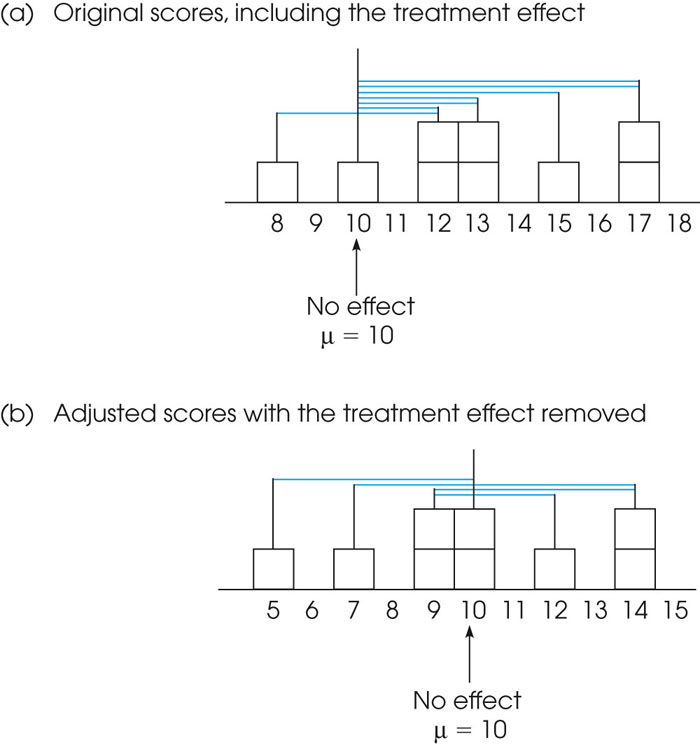 (a) Original scores, including the treatment effect
8 9 10 11 12 13 14 15 16 17 18
No effect
μ = 10
(b) Adjusted scores with the treatment effect removed
5 6 7 8 9 10 11 12 13 14 15
No effect
μ = 10